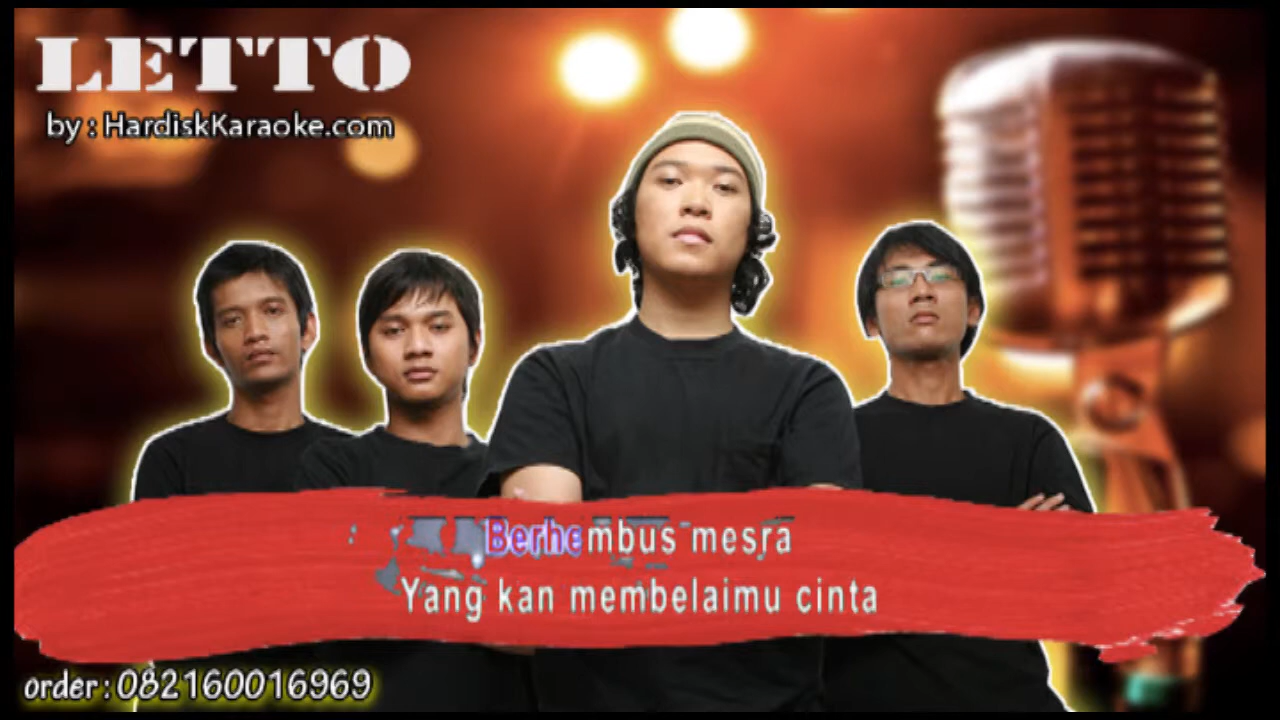 LETTO
by : HardiskKaraoke.com
Berhembus mesra
Yang kan membelaimu cinta
order : 082160016969